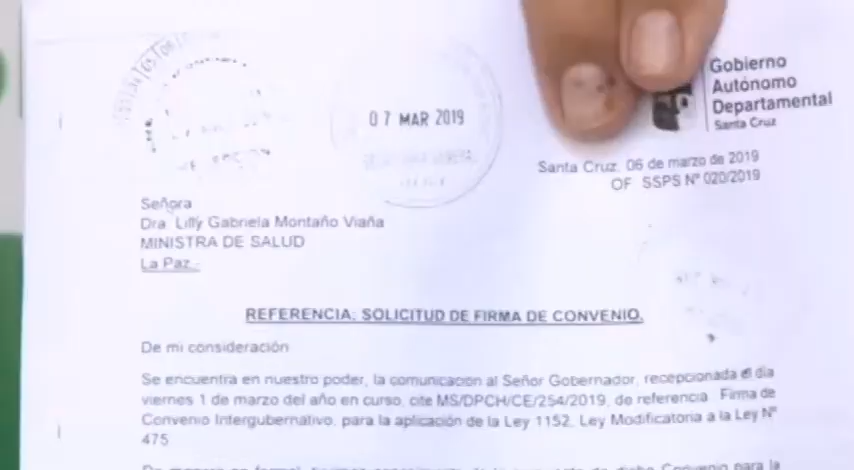 Gobierno
Autónomo
Departamental
Santa Cruz
07 MAR 2019
Santa Cruz, 06 de marzo de 2019
OF SSPS Nº 020/2019
Señora
Dra. Lilly Gabriela Montaño Viaña
MINISTRA DE SALUD
La Paz.-
REFERENCIA: SOLICITUD DE FIRMA DE CONVENIO.
De mi consideración
Se encuentra en nuestro poder, la comunicación al Señor Gobernador, recepcionada el día
viernes 1 de marzo del año en curso, cite MS/DPCH/CE/254/2019, de referencia Firma de
Convenio Intergubernativo, para la aplicación de la Ley 1152, Ley Modificatoria a la Ley Nº
475